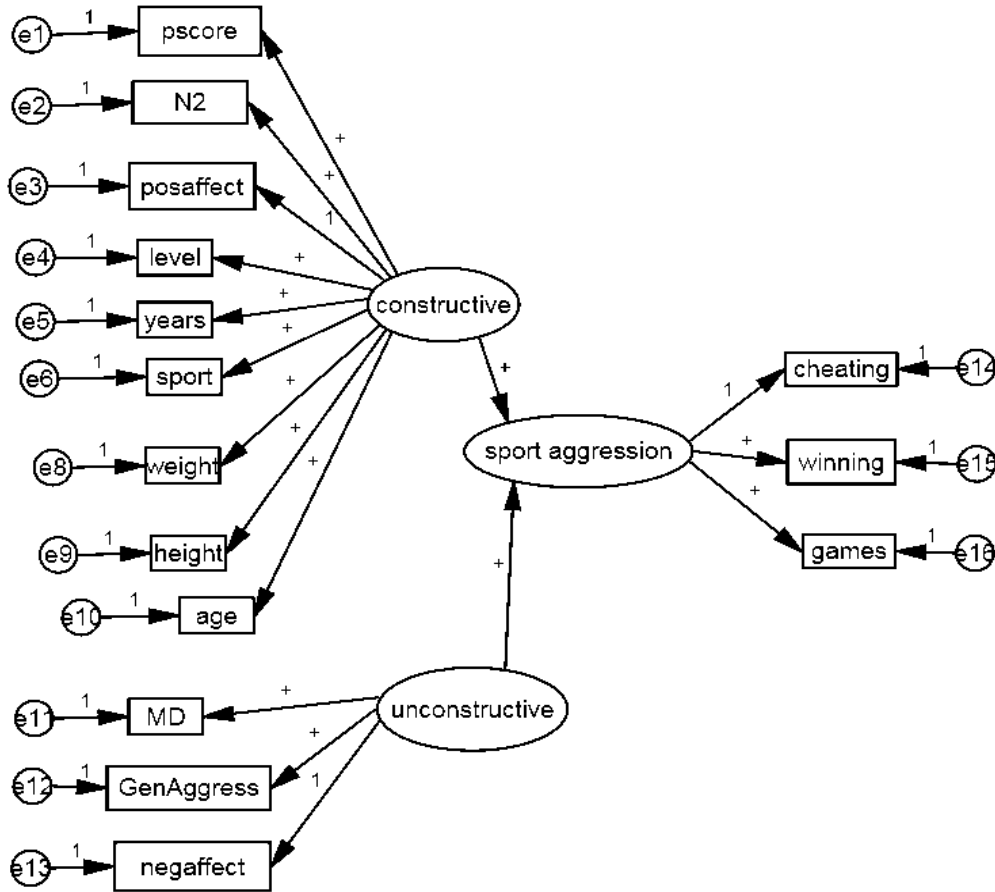 e1 1 pscore
e2 1 N2
e3 1 posaffect
e4 1 level
e5 1 years
e6 1 sport
e8 1 weight
e9 1 height
e10 1 age
+
+
1
+
+
+
+
+
+
constructive
+
sport aggression
1 cheating 1 e14
+ winning 1 e15
+ games 1 e16
+
unconstructive
+
+
1
e11 1 MD
e12 1 GenAggress
e13 1 negaffect